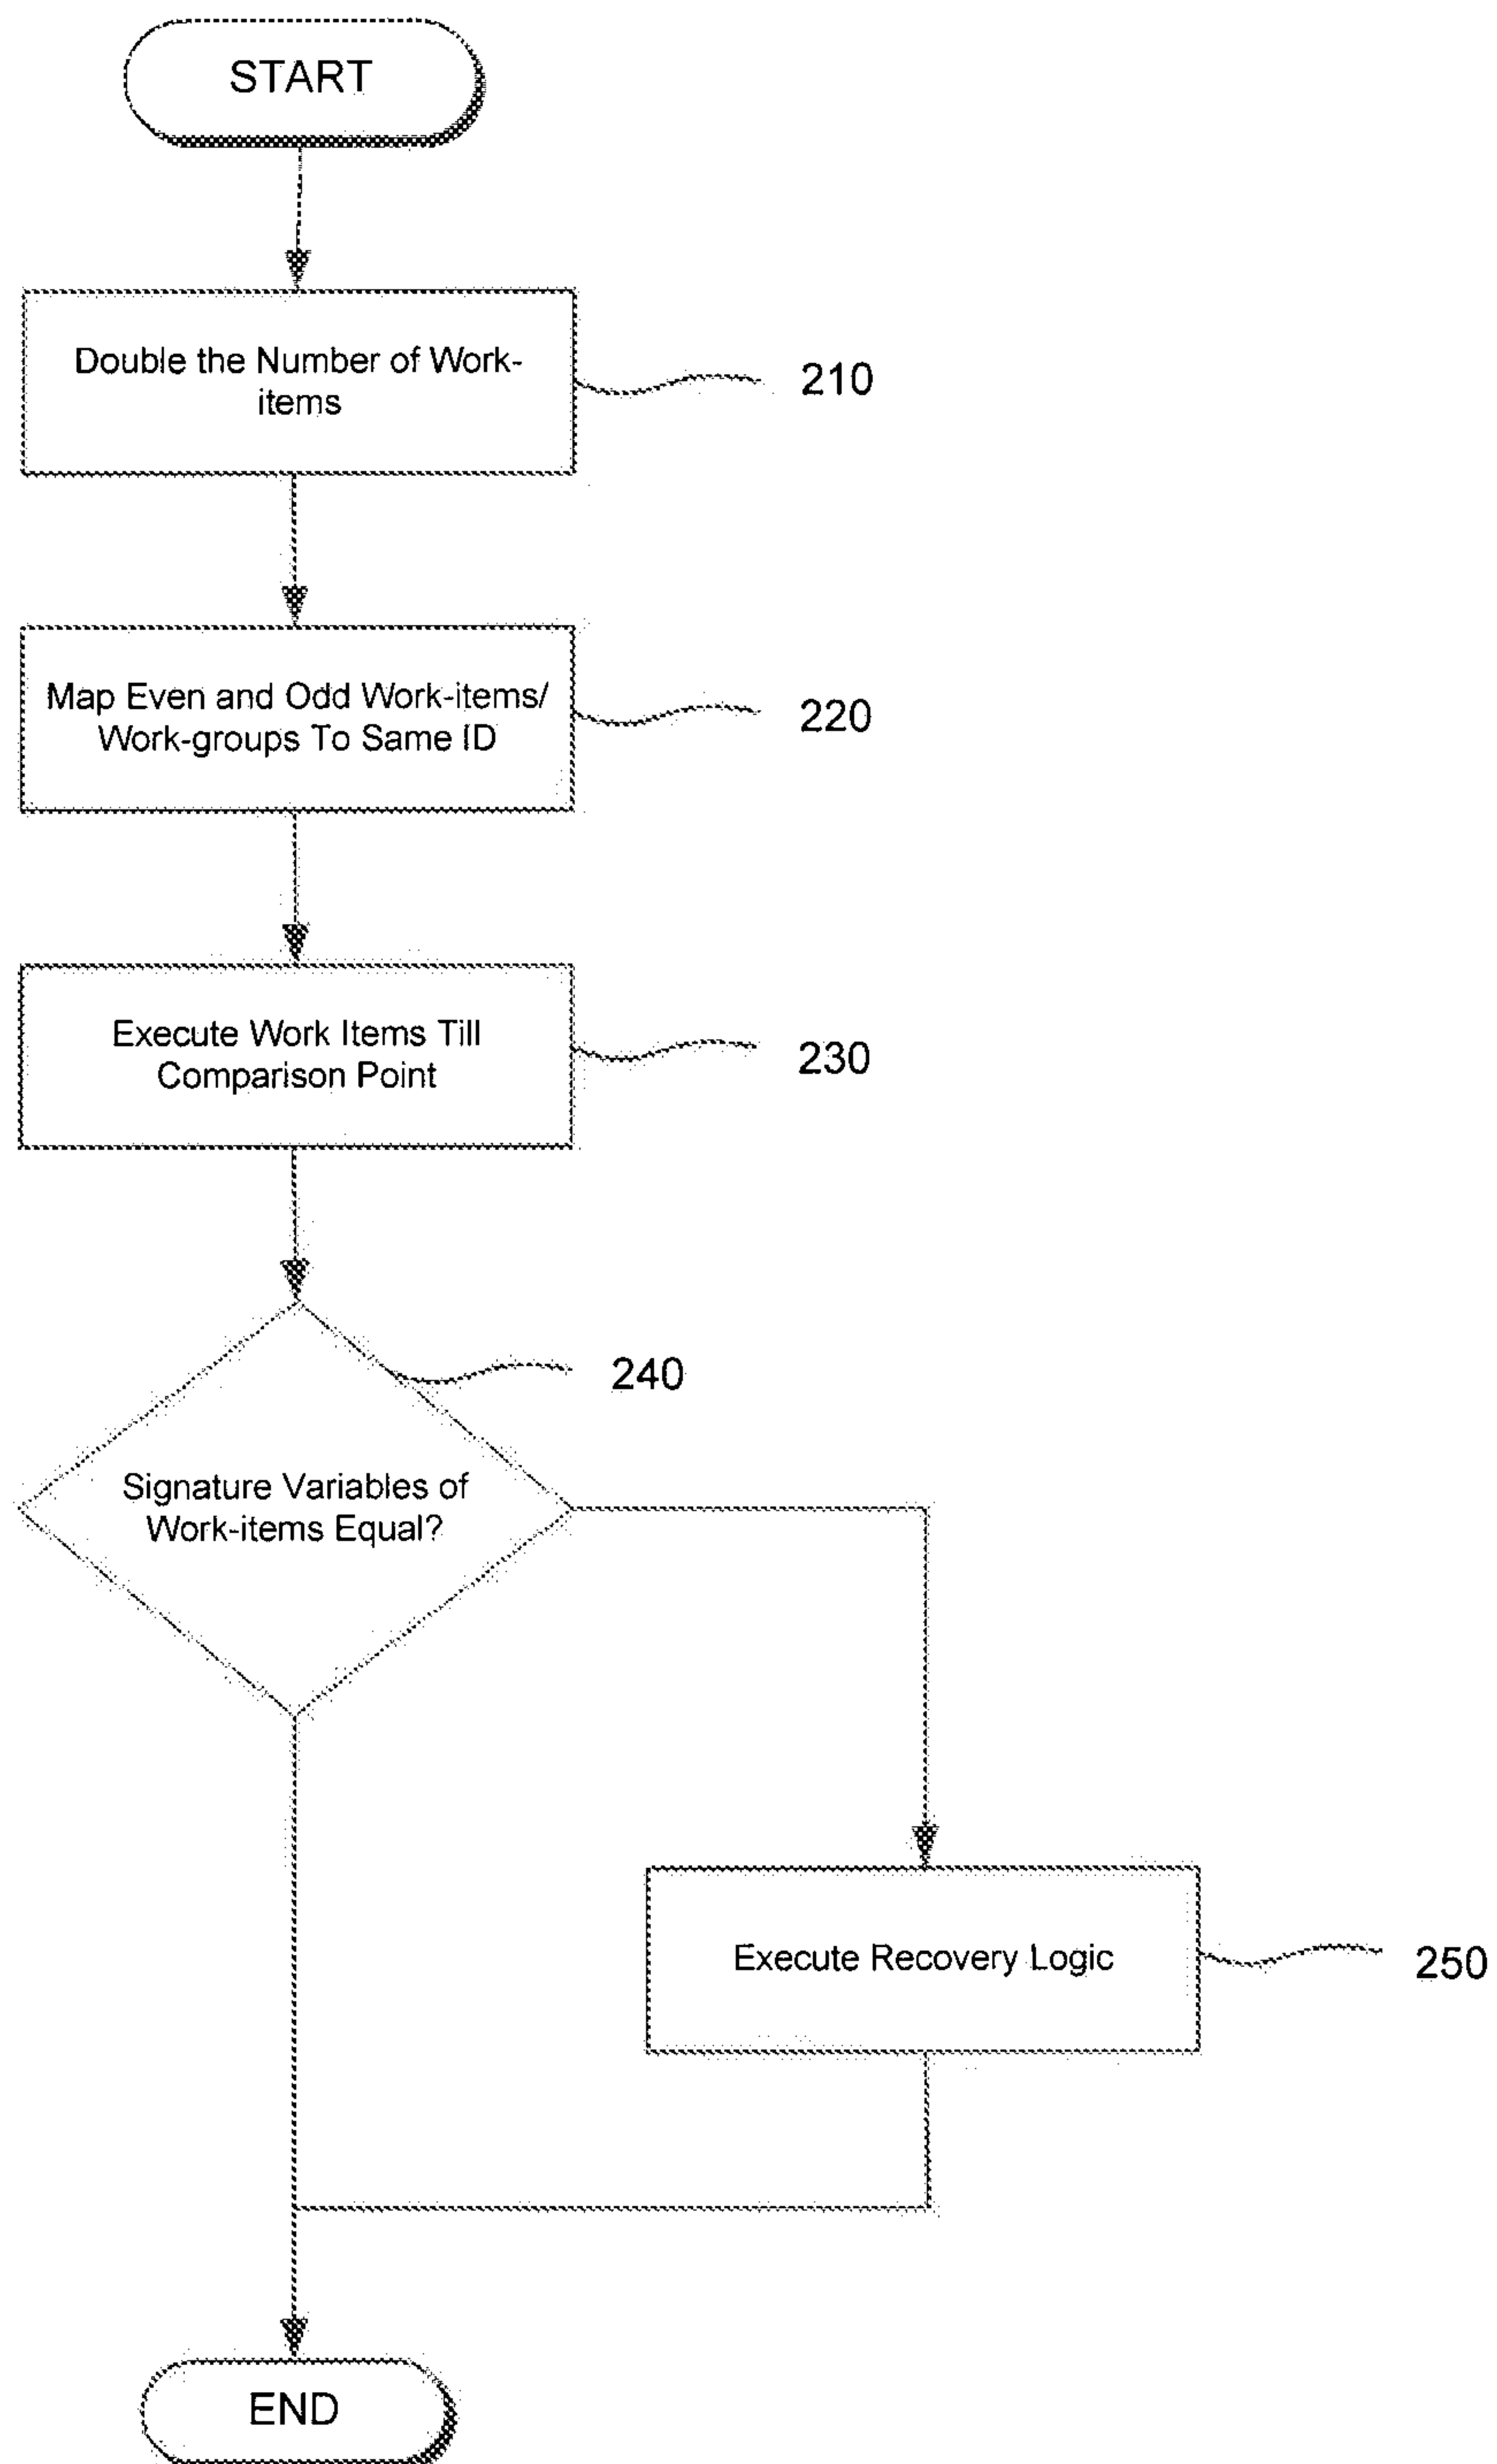 START
Double the Number of Work-
items
210
Map Even and Odd Work-items/
Work-groups To Same ID
220
Execute Work Items Till
Comparison Point
230
240
Signature Variables of
Work-items Equal?
Execute Recovery Logic
250
END